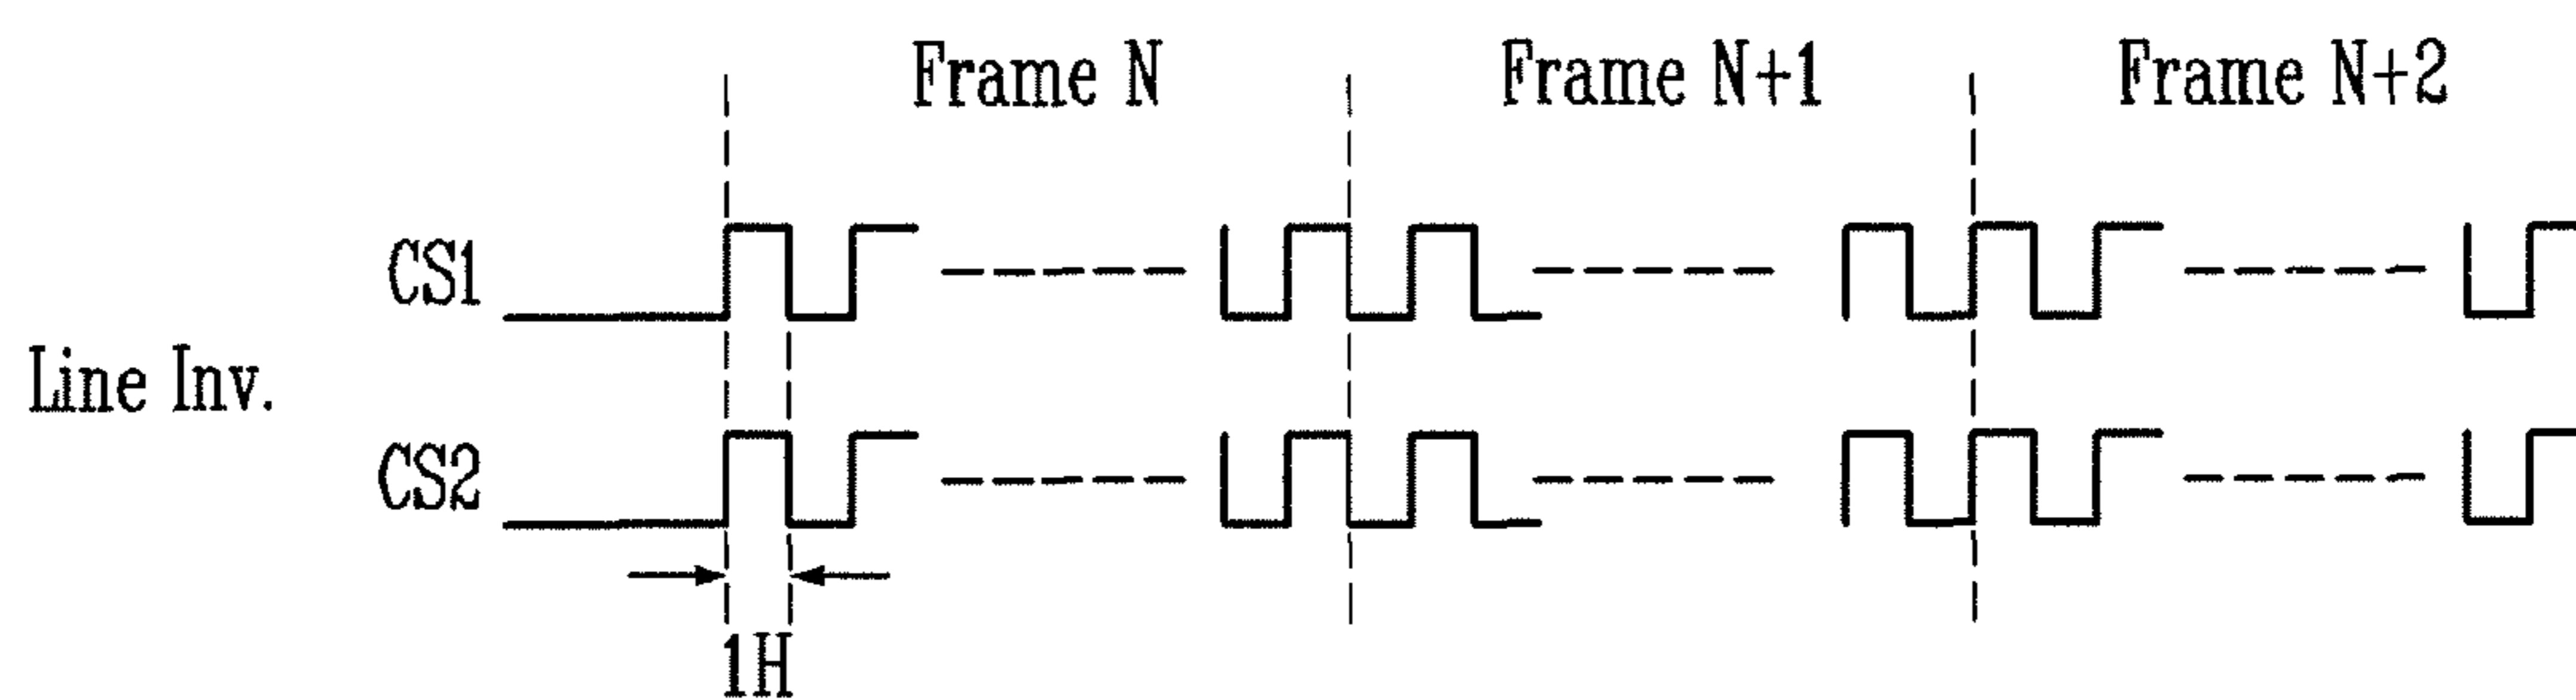 Frame N
Frame N+1
Frame N+2
CS1
Line Inv.
CS2
1H